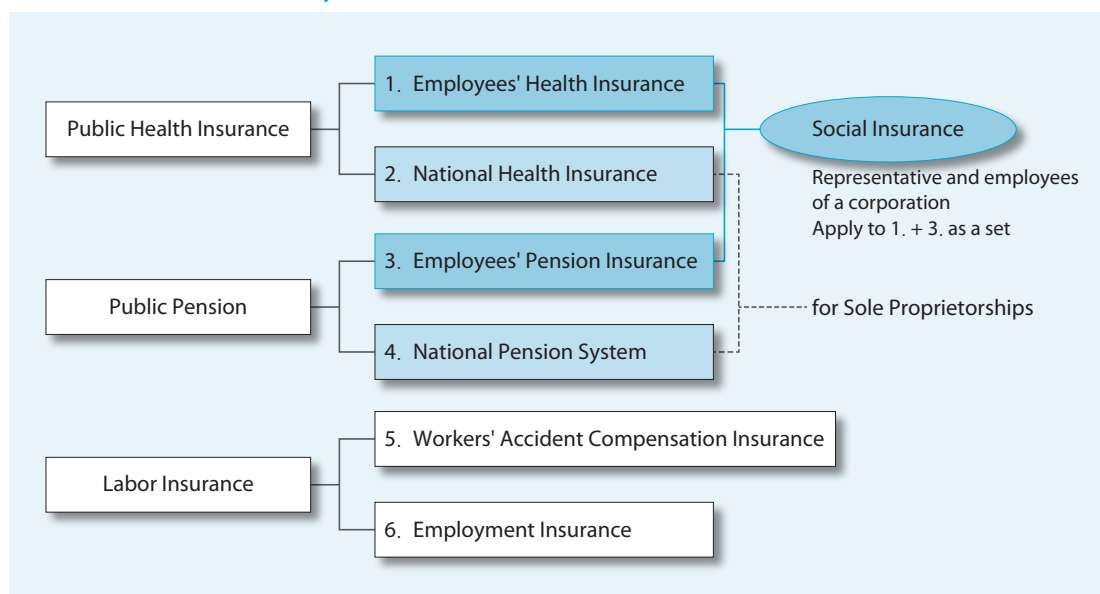 Public Health Insurance
1. Employees' Health Insurance
2. National Health Insurance
Social Insurance
Representative and employees
of a corporation
Apply to 1. + 3. as a set
Public Pension
3. Employees' Pension Insurance
4. National Pension System
for Sole Proprietorships
Labor Insurance
5. Workers' Accident Compensation Insurance
6. Employment Insurance